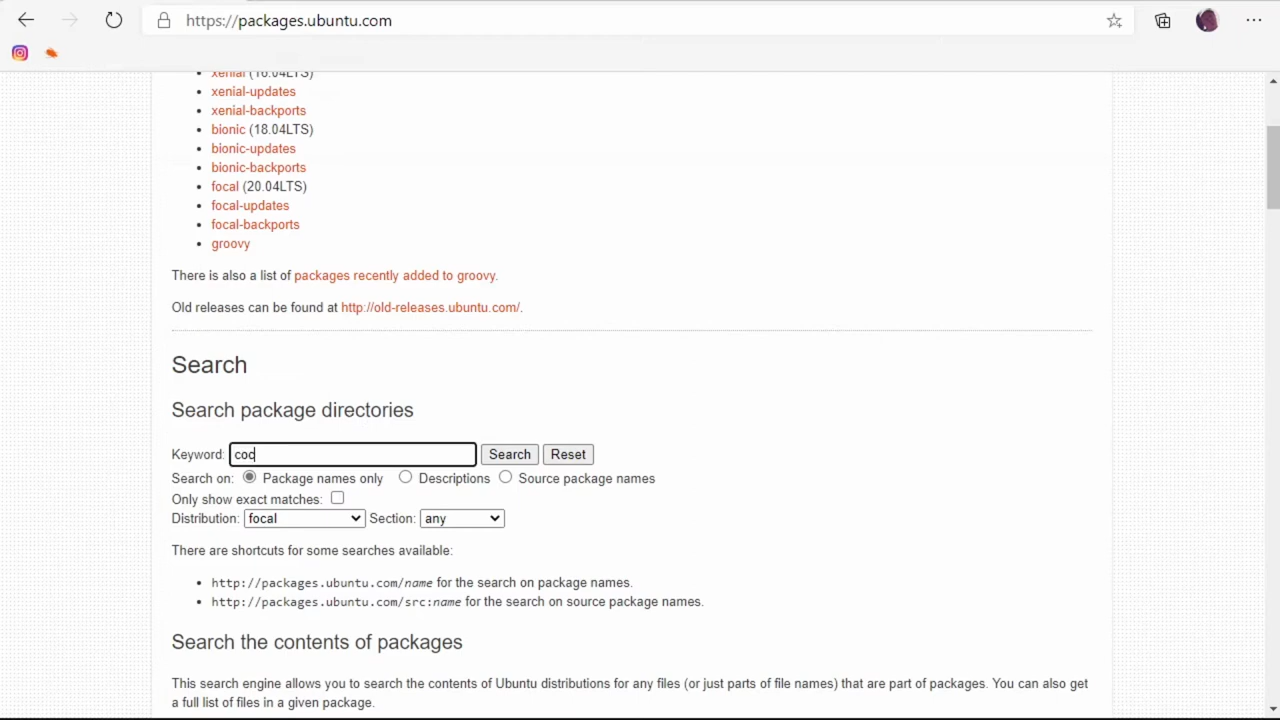 https://packages.ubuntu.com
xenial (16.04LTS)
xenial-updates
xenial-backports
bionic (18.04LTS)
bionic-updates
bionic-backports
focal (20.04LTS)
focal-updates
focal-backports
groovy
There is also a list of packages recently added to groovy.
Old releases can be found at http://old-releases.ubuntu.com/.
Search
Search package directories
Keyword: coc Search Reset
Search on: Package names only Descriptions Source package names
Only show exact matches:
Distribution: focal Section: any
There are shortcuts for some searches available:
http://packages.ubuntu.com/name for the search on package names.
http://packages.ubuntu.com/src:name for the search on source package names.
Search the contents of packages
This search engine allows you to search the contents of Ubuntu distributions for any files (or just parts of file names) that are part of packages. You can also get
a full list of files in a given package.